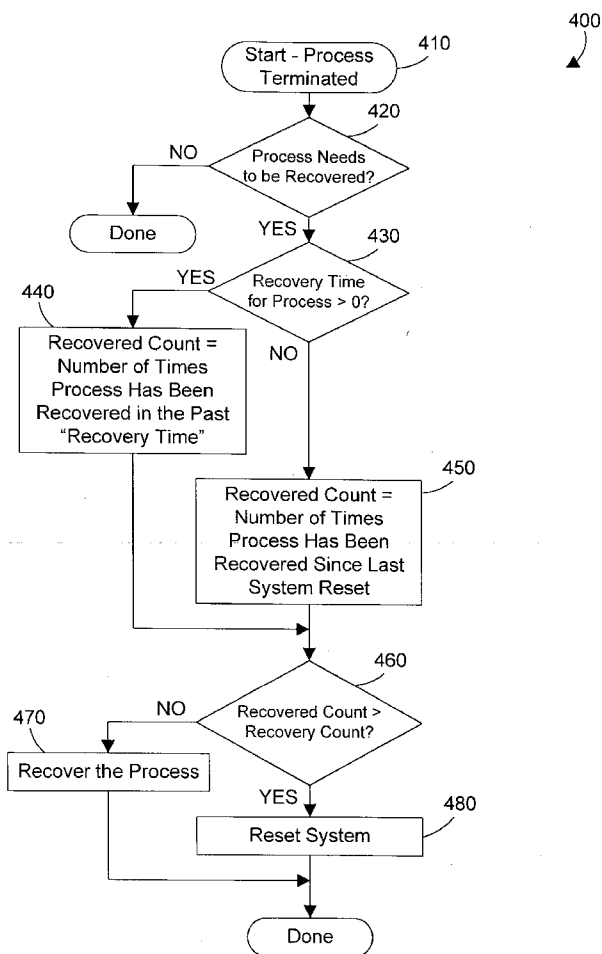 400
Start - Process
Terminated
410
420
Process Needs
to be Recovered?
NO
Done
YES
430
Recovery Time
for Process > 0?
YES
440
Recovered Count =
Number of Times
Process Has Been
Recovered in the Past
“Recovery Time”
NO
450
Recovered Count =
Number of Times
Process Has Been
Recovered Since Last
System Reset
460
Recovered Count >
Recovery Count?
NO
470
Recover the Process
YES
480
Reset System
Done